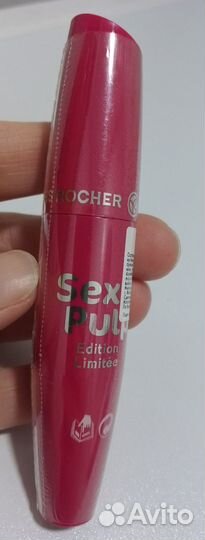 S ROCHER
Sex
Pul
Edition
Limitée
Avito